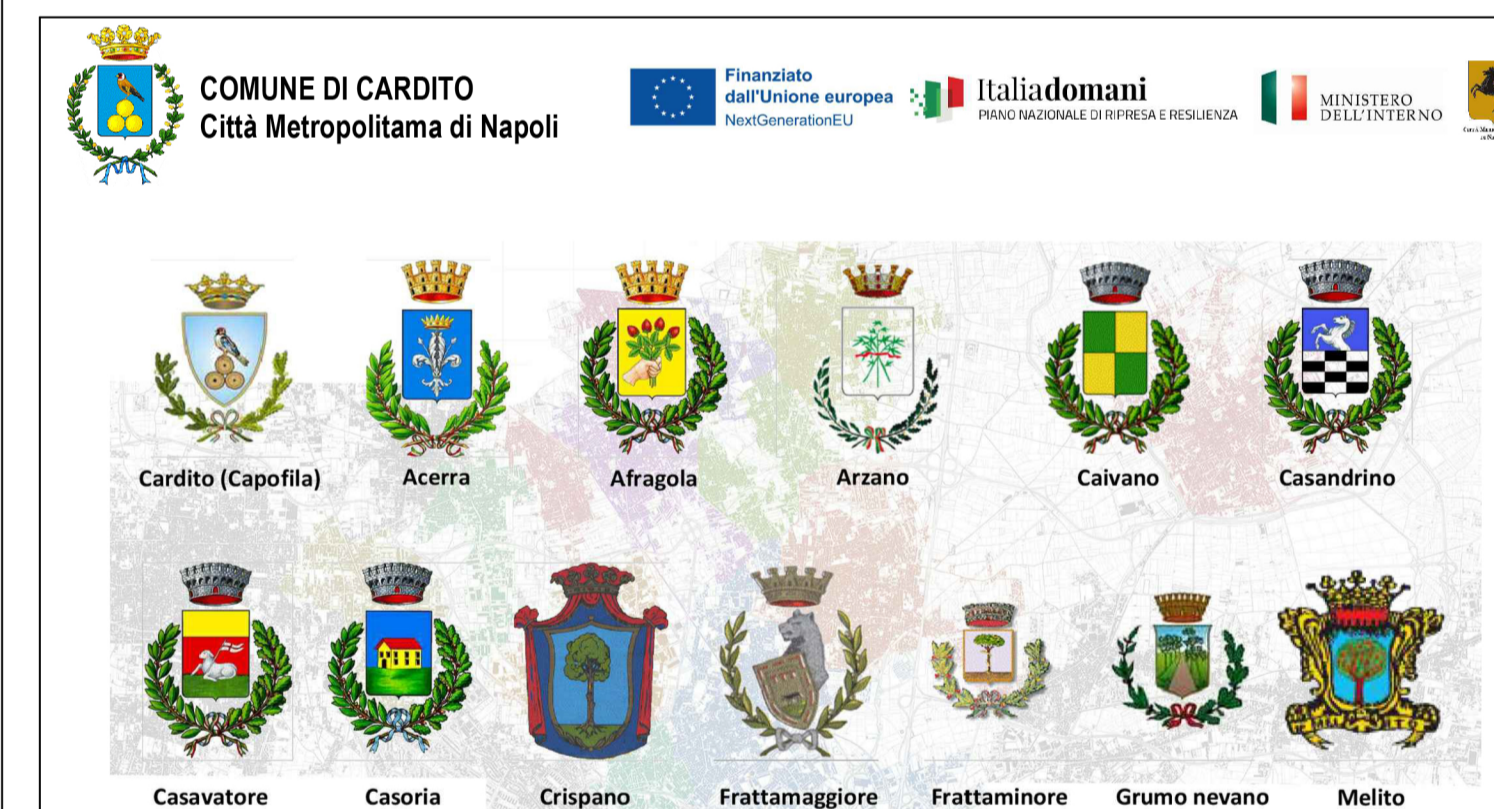 COMUNE DI CARDITO
Città Metropolitama di Napoli
Finanziato
dall'Unione europea
NextGenerationEU
Italiadomani
PIANO NAZIONALE DI RIPRESA E RESILIENZA
MINISTERO
DELL'INTERNO
Cardito (Capofila)
Acerra
Afragola
Arzano
Caivano
Casandrino
Casavatore
Casoria
Crispano
Frattamaggiore
Frattaminore
Grumo nevano
Melito